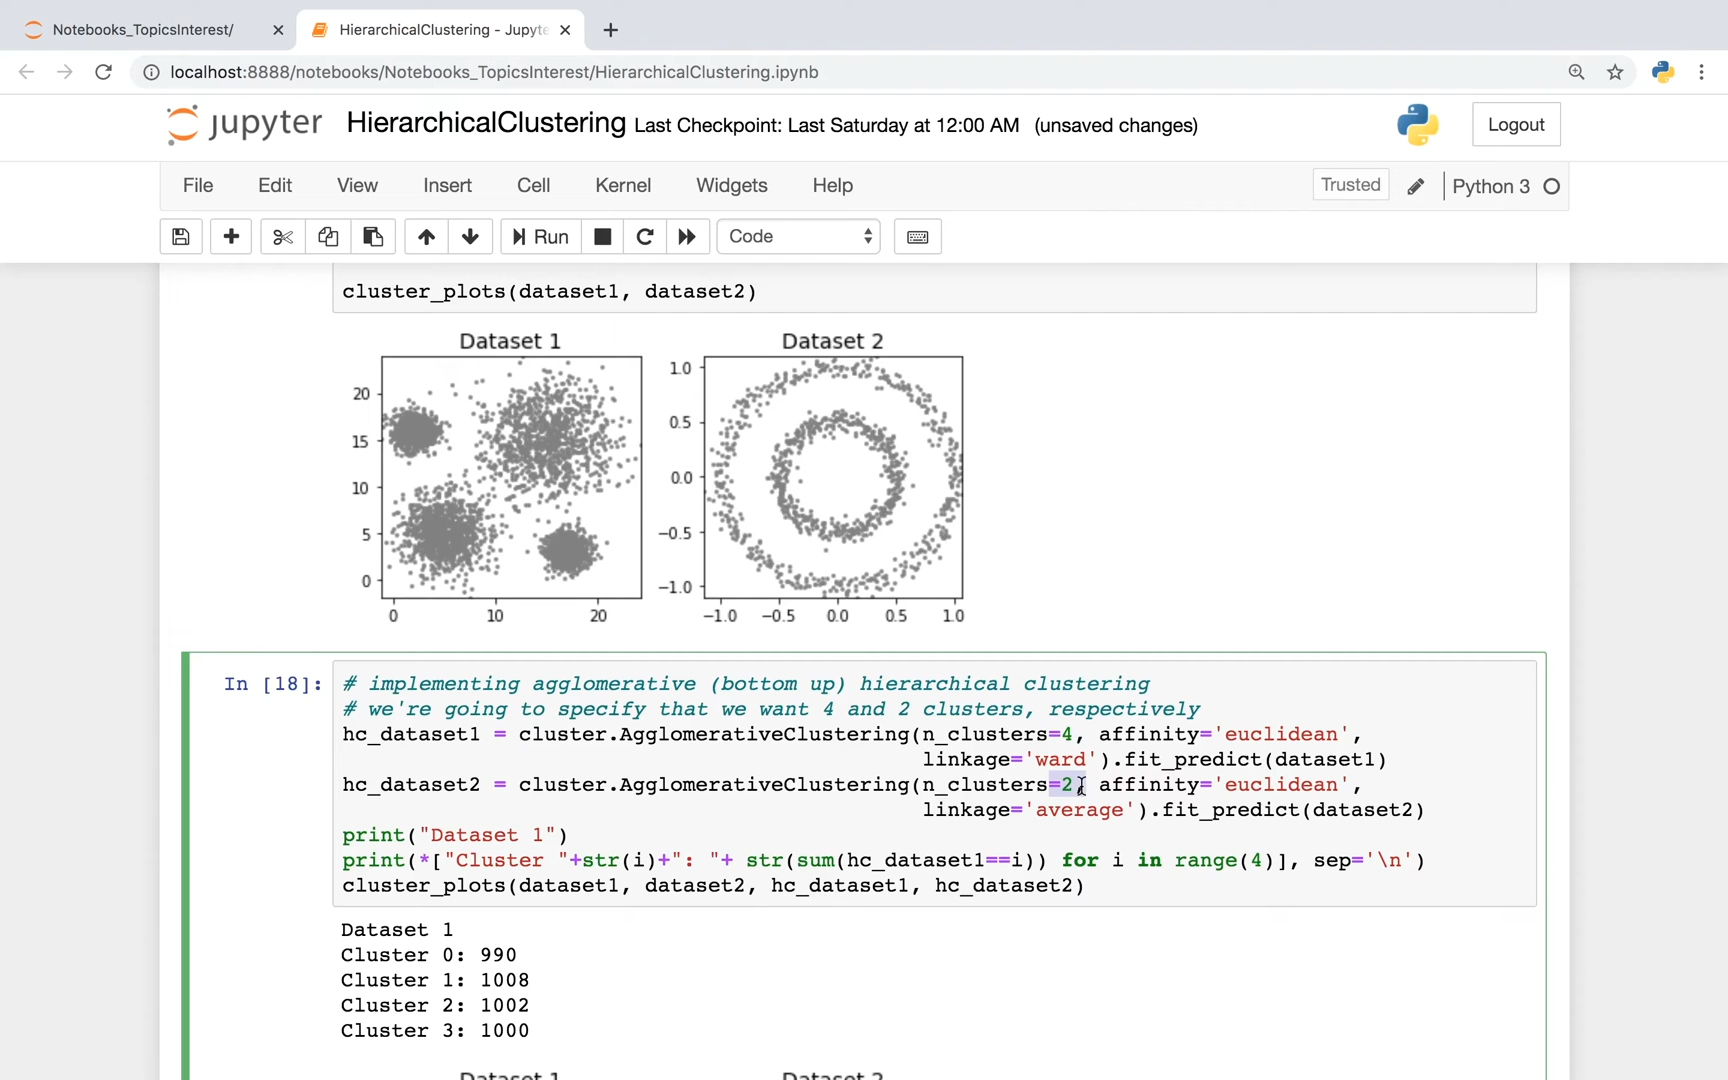 Notebooks_TopicsInterest/
HierarchicalClustering - Jupyte
localhost:8888/notebooks/Notebooks_TopicsInterest/HierarchicalClustering.ipynb
jupyter HierarchicalClustering Last Checkpoint: Last Saturday at 12:00 AM (unsaved changes)
Logout
File Edit View Insert Cell Kernel Widgets Help
Trusted Python 3
Run Code
cluster_plots(dataset1, dataset2)
Dataset 1
20
15
10
5
0
0 10 20
Dataset 2
1.0
0.5
0.0
−0.5
−1.0
−1.0 −0.5 0.0 0.5 1.0
In [18]:
# implementing agglomerative (bottom up) hierarchical clustering
# we're going to specify that we want 4 and 2 clusters, respectively
hc_dataset1 = cluster.AgglomerativeClustering(n_clusters=4, affinity='euclidean',
linkage='ward').fit_predict(dataset1)
hc_dataset2 = cluster.AgglomerativeClustering(n_clusters=2, affinity='euclidean',
linkage='average').fit_predict(dataset2)
print("Dataset 1")
print(*["Cluster "+str(i)+": "+ str(sum(hc_dataset1==i)) for i in range(4)], sep='\n')
cluster_plots(dataset1, dataset2, hc_dataset1, hc_dataset2)
Dataset 1
Cluster 0: 990
Cluster 1: 1008
Cluster 2: 1002
Cluster 3: 1000
Dataset 1
Dataset 2